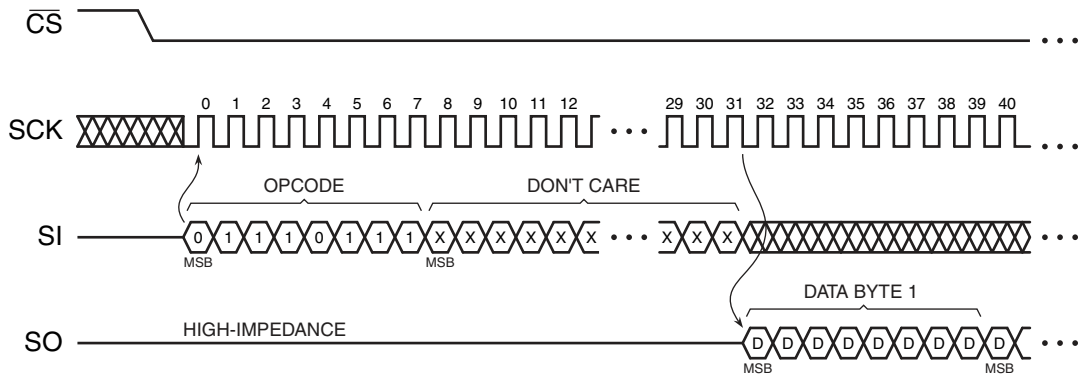 C̅S̅
0 1 2 3 4 5 6 7 8 9 10 11 12 29 30 31 32 33 34 35 36 37 38 39 40
SCK
OPCODE DON'T CARE
SI 0 1 1 1 0 1 1 1 X X X X X X X X X
MSB MSB
DATA BYTE 1
HIGH-IMPEDANCE
SO D D D D D D D D D
MSB MSB